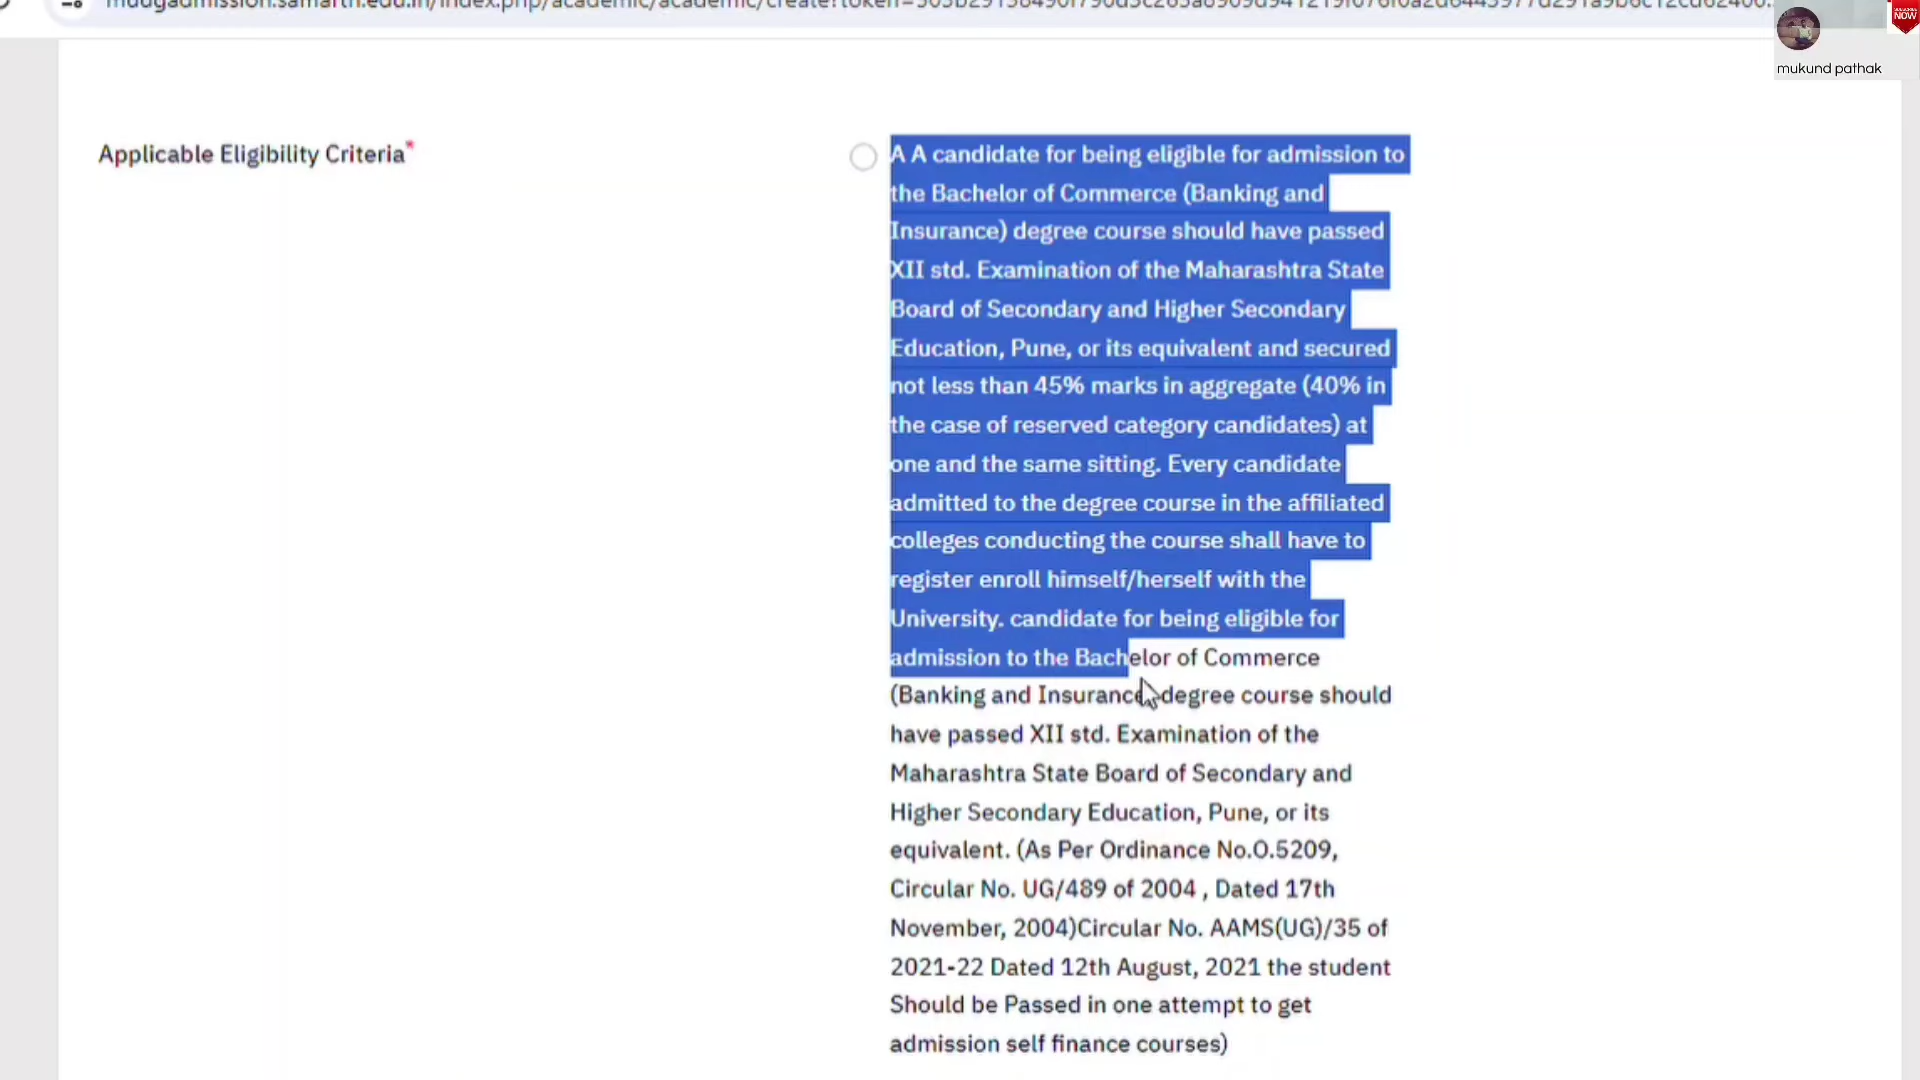 NOW
mukund pathak
Applicable Eligibility Criteria*
A A candidate for being eligible for admission to
the Bachelor of Commerce (Banking and
Insurance) degree course should have passed
XII std. Examination of the Maharashtra State
Board of Secondary and Higher Secondary
Education, Pune, or its equivalent and secured
not less than 45% marks in aggregate (40% in
the case of reserved category candidates) at
one and the same sitting. Every candidate
admitted to the degree course in the affiliated
colleges conducting the course shall have to
register enroll himself/herself with the
University. candidate for being eligible for
admission to the Bachelor of Commerce
(Banking and Insurance degree course should
have passed XII std. Examination of the
Maharashtra State Board of Secondary and
Higher Secondary Education, Pune, or its
equivalent. (As Per Ordinance No.O.5209,
Circular No. UG/489 of 2004 , Dated 17th
November, 2004)Circular No. AAMS(UG)/35 of
2021-22 Dated 12th August, 2021 the student
Should be Passed in one attempt to get
admission self finance courses)